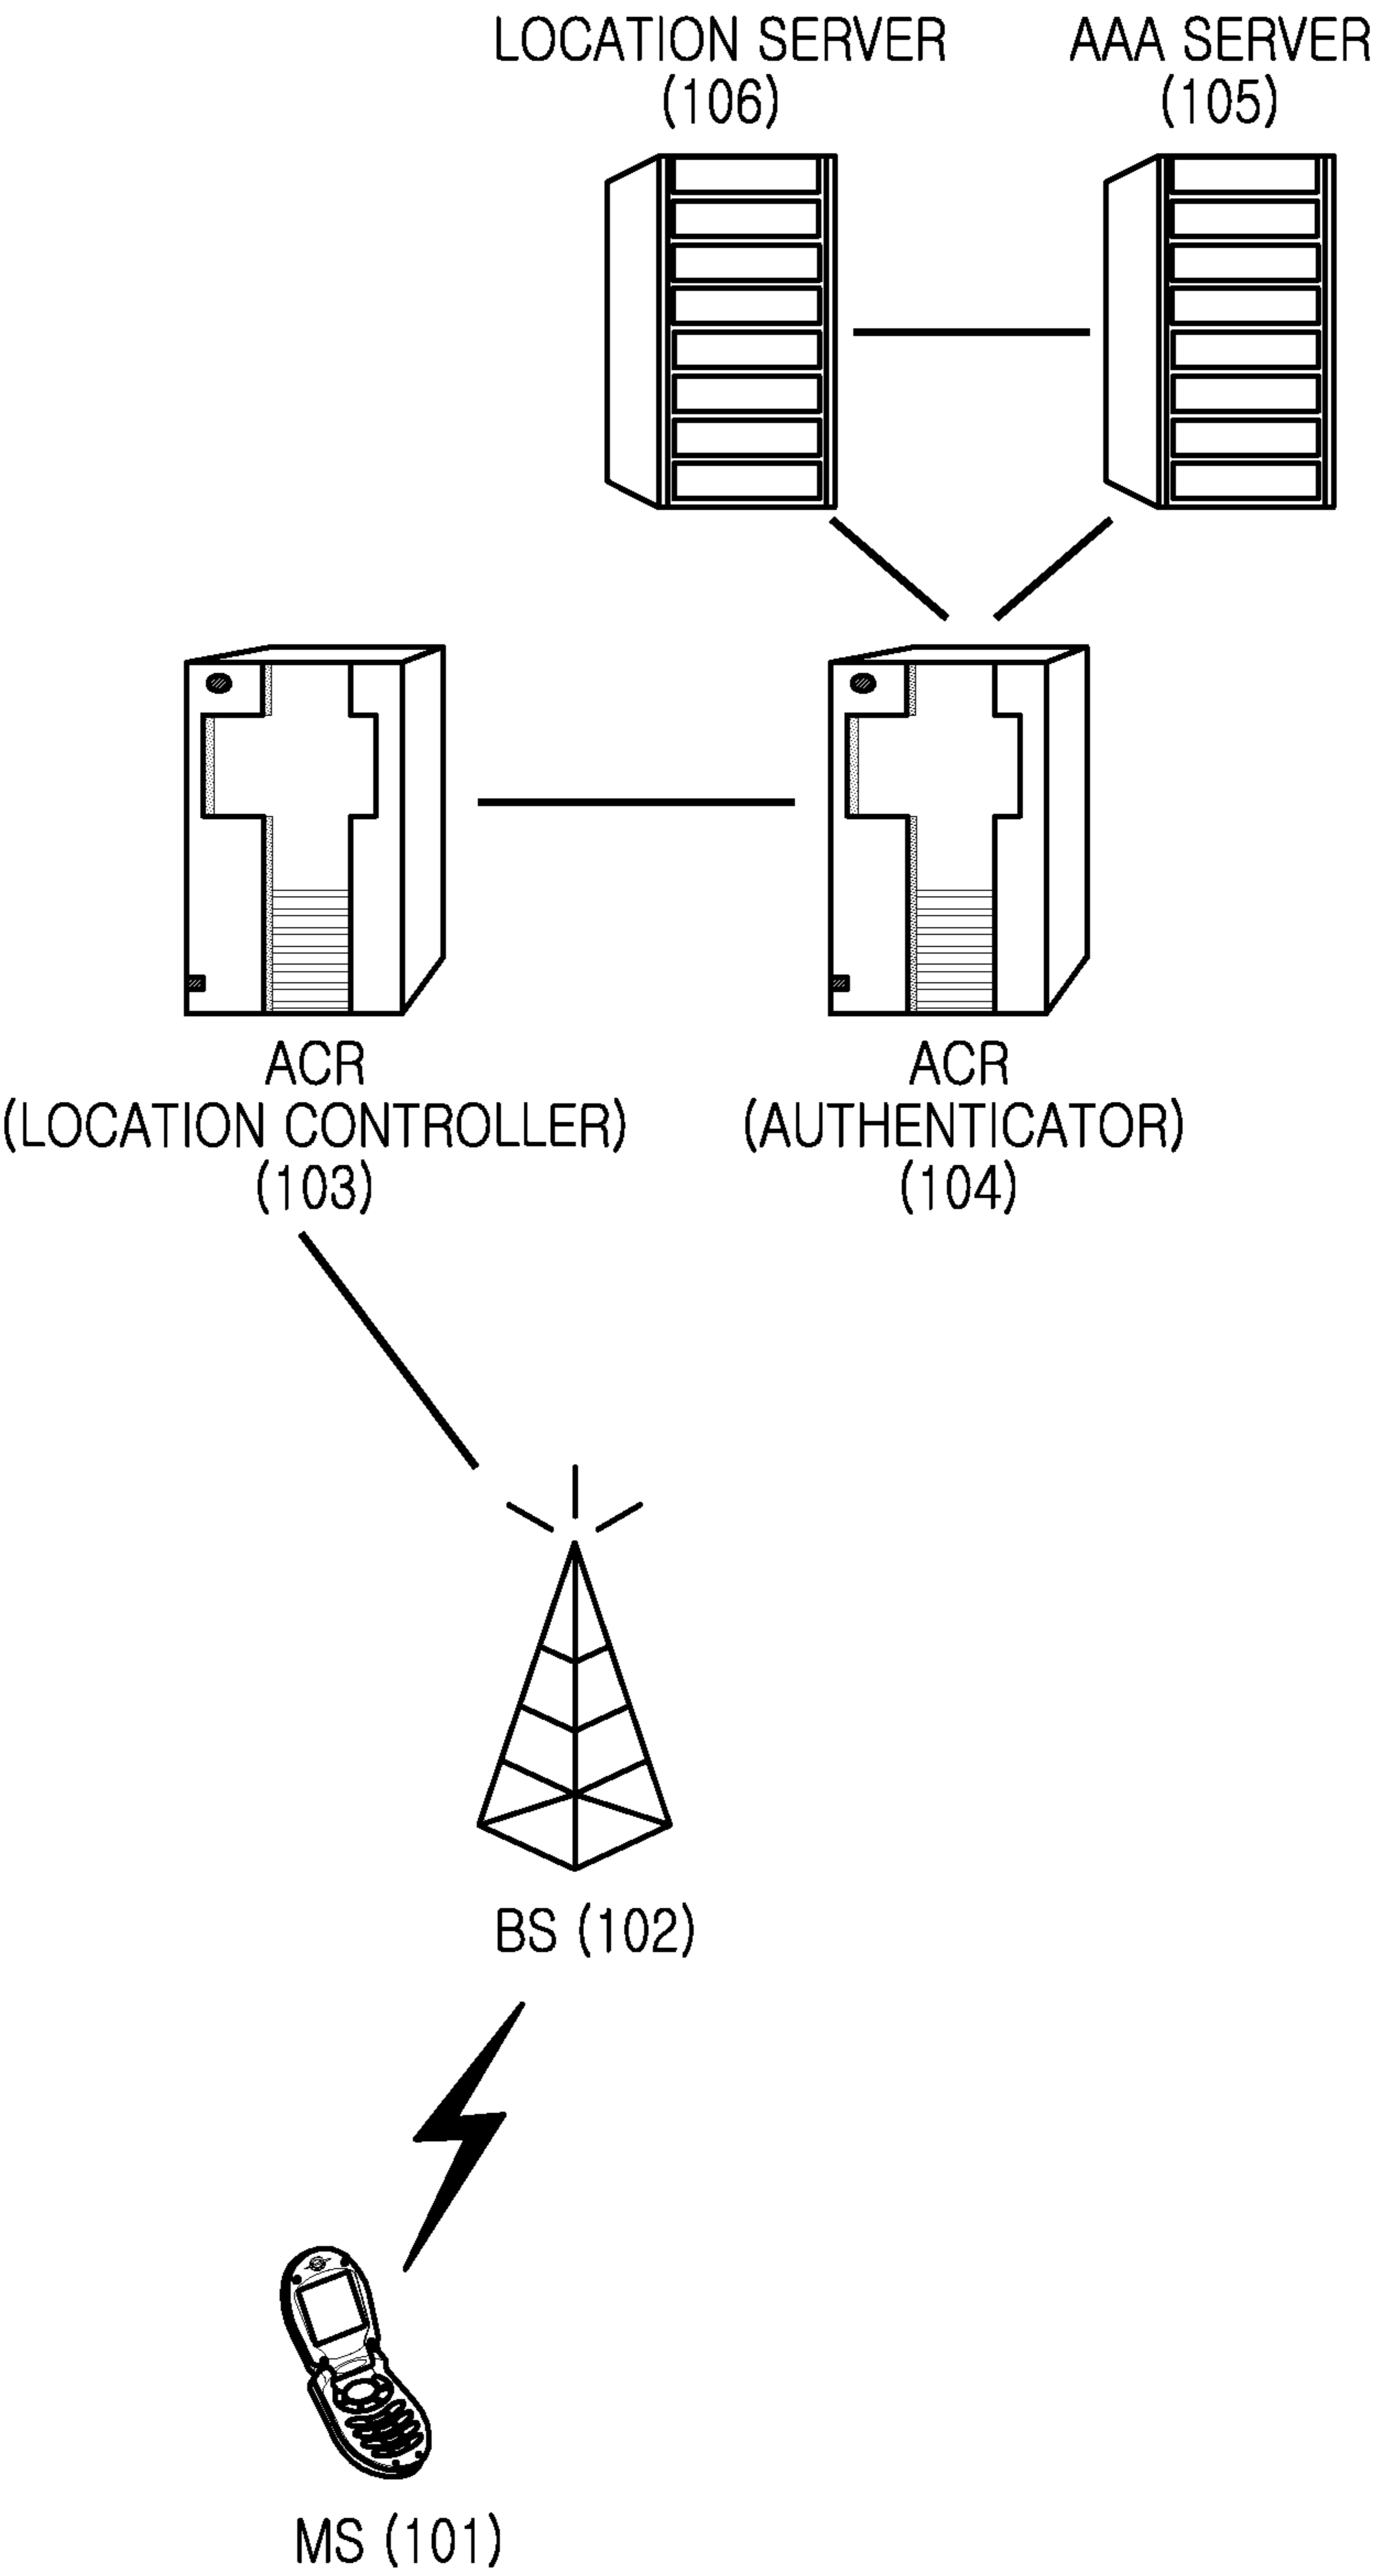 LOCATION SERVER
(106)
AAA SERVER
(105)
ACR
(LOCATION CONTROLLER)
(103)
ACR
(AUTHENTICATOR)
(104)
BS (102)
MS (101)